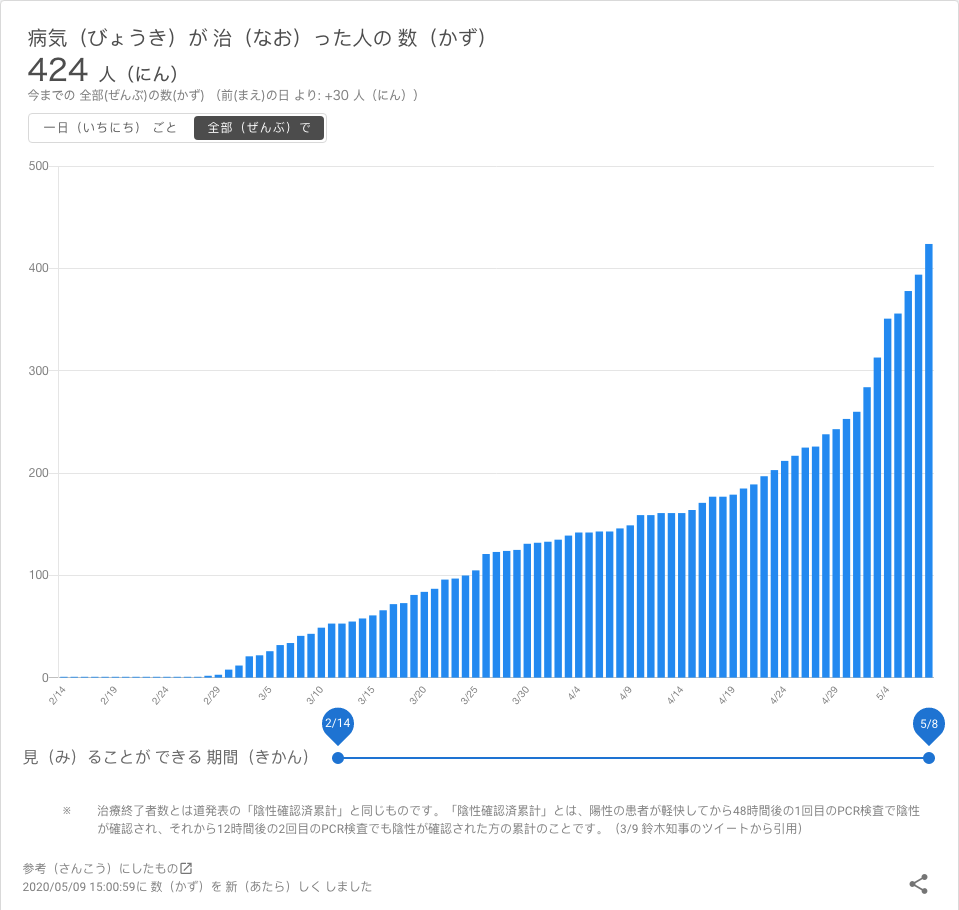 病気（びょうき）が 治（なお）った人の 数（かず）
424 人（にん）
今までの 全部(ぜんぶ)の数(かず) （前(まえ)の日 より: +30 人（にん））
一日（いちにち） ごと 全部（ぜんぶ）で
500
400
300
200
100
0
2/14 2/19 2/24 2/29 3/5 3/10 3/15 3/20 3/25 3/30 4/4 4/9 4/14 4/19 4/24 4/29 5/4
2/14 5/8
見（み）ることが できる 期間（きかん）
※ 治療終了者数とは道発表の「陰性確認済累計」と同じものです。「陰性確認済累計」とは、陽性の患者が軽快してから48時間後の1回目のPCR検査で陰性
が確認され、それから12時間後の2回目のPCR検査でも陰性が確認された方の累計のことです。（3/9 鈴木知事のツイートから引用）
参考（さんこう）にしたもの
2020/05/09 15:00:59に 数（かず）を 新（あたら）しく しました